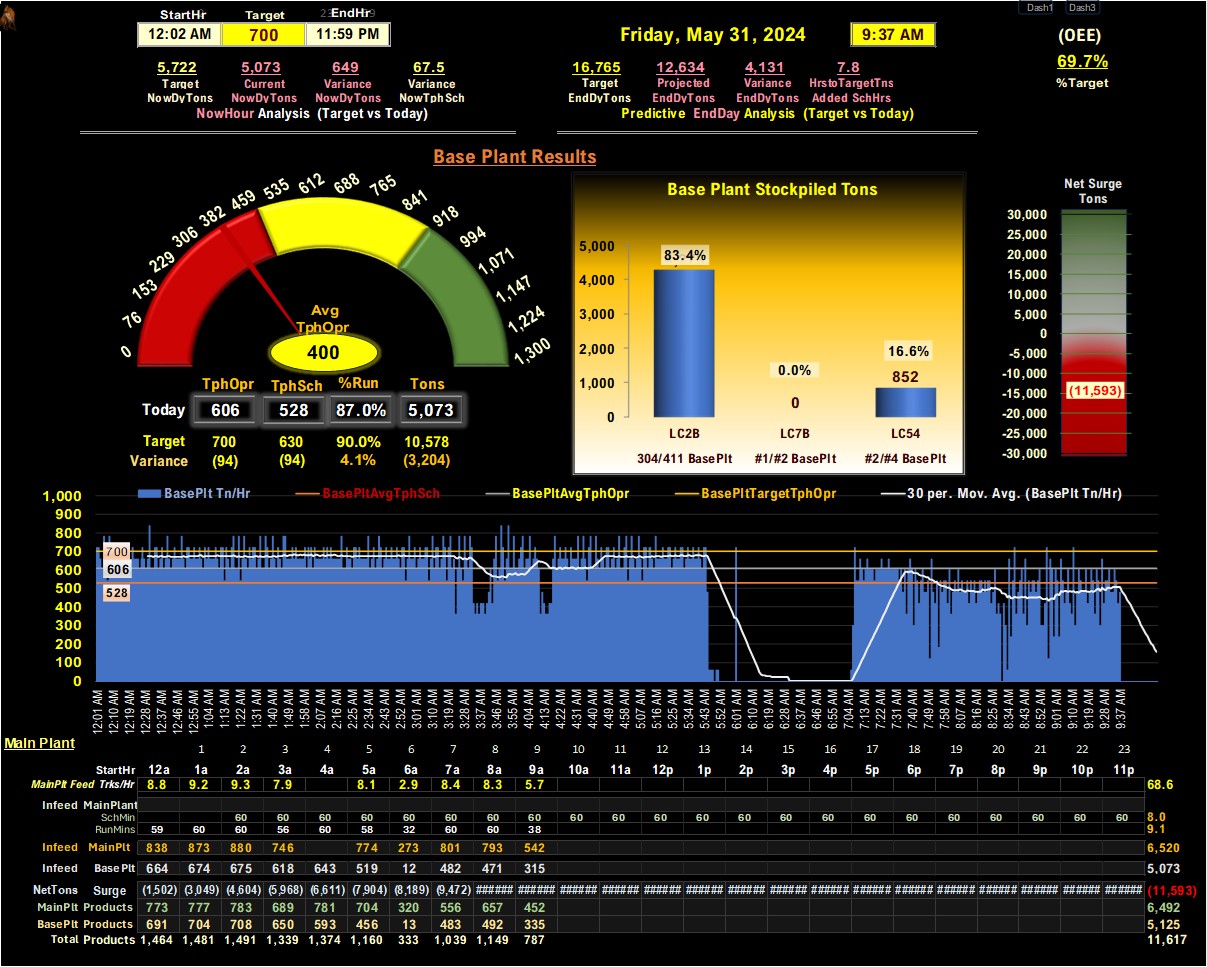 StartHr Target EndHr Dash1 Dash3
12:02 AM 700 11:59 PM Friday, May 31, 2024 9:37 AM (OEE)
5,722 5,073 649 67.5 16,765 12,634 4,131 7.8 69.7%
Target Current Variance Variance Target Projected Variance HrstoTargetTns %Target
NowDyTons NowDyTons NowDyTons NowTphSch EndDyTons EndDyTons EndDyTons Added SchHrs
NowHour Analysis (Target vs Today) Predictive EndDay Analysis (Target vs Today)
Base Plant Results
0 76 153 229 306 382 459 535 612 688 765 841 918 994 1,071 1,147 1,224 1,300
Avg
TphOpr
400
TphOpr TphSch %Run Tons
Today 606 528 87.0% 5,073
Target 700 630 90.0% 10,578
Variance (94) (94) 4.1% (3,204)
Base Plant Stockpiled Tons
5,000
4,000
3,000
2,000
1,000
0
83.4% 0.0% 16.6%
0 852
LC2B LC7B LC54
304/411 BasePlt #1/#2 BasePlt #2/#4 BasePlt
Net Surge
Tons
30,000
25,000
20,000
15,000
10,000
5,000
0
-5,000
-10,000
-15,000
-20,000
-25,000
-30,000
(11,593)
BasePlt Tn/Hr BasePltAvgTphSch BasePltAvgTphOpr BasePltTargetTphOpr 30 per. Mov. Avg. (BasePlt Tn/Hr)
1,000
900
800
700
600
500
400
300
200
100
0
700
606
528
12:01 AM 12:10 AM 12:19 AM 12:28 AM 12:37 AM 12:46 AM 12:55 AM 1:04 AM 1:13 AM 1:22 AM 1:31 AM 1:40 AM 1:49 AM 1:58 AM 2:07 AM 2:16 AM 2:25 AM 2:34 AM 2:43 AM 2:52 AM 3:01 AM 3:10 AM 3:19 AM 3:28 AM 3:37 AM 3:46 AM 3:55 AM 4:04 AM 4:13 AM 4:22 AM 4:31 AM 4:40 AM 4:49 AM 4:58 AM 5:07 AM 5:16 AM 5:25 AM 5:34 AM 5:43 AM 5:52 AM 6:01 AM 6:10 AM 6:19 AM 6:28 AM 6:37 AM 6:46 AM 6:55 AM 7:04 AM 7:13 AM 7:22 AM 7:31 AM 7:40 AM 7:49 AM 7:58 AM 8:07 AM 8:16 AM 8:25 AM 8:34 AM 8:43 AM 8:52 AM 9:01 AM 9:10 AM 9:19 AM 9:28 AM 9:37 AM
Main Plant
1 2 3 4 5 6 7 8 9 10 11 12 13 14 15 16 17 18 19 20 21 22 23
StartHr 12a 1a 2a 3a 4a 5a 6a 7a 8a 9a 10a 11a 12p 1p 2p 3p 4p 5p 6p 7p 8p 9p 10p 11p
MainPlt Feed Trks/Hr 8.8 9.2 9.3 7.9 8.1 2.9 8.4 8.3 5.7 68.6
Infeed MainPlant
SchMin 60 60 60 60 60 60 60 60 60 60 60 60 60 60 60 60 60 60 60 60 60 60 8.0
RunMins 59 60 60 56 60 58 32 60 60 38 9.1
Infeed MainPlt 838 873 880 746 774 273 801 793 542 6,520
Infeed BasePlt 664 674 675 618 643 519 12 482 471 315 5,073
NetTons Surge (1,502) (3,049) (4,604) (5,968) (6,611) (7,904) (8,189) (9,472) ###### ###### ###### ###### ###### ###### ###### ###### ###### ###### ###### ###### ###### ###### ###### ###### (11,593)
MainPlt Products 773 777 783 689 781 704 320 556 657 452 6,492
BasePlt Products 691 704 708 650 593 456 13 483 492 335 5,125
Total Products 1,464 1,481 1,491 1,339 1,374 1,160 333 1,039 1,149 787 11,617